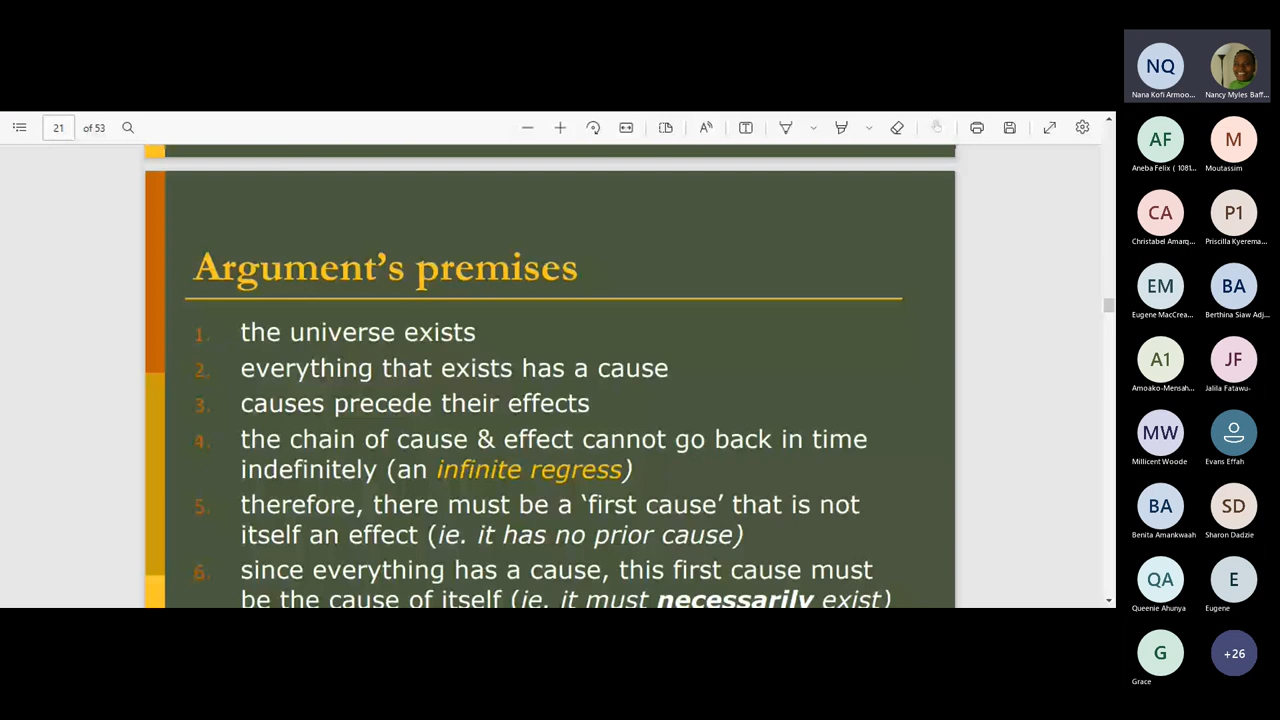 21 of 53
Argument's premises
1. the universe exists
2. everything that exists has a cause
3. causes precede their effects
4. the chain of cause & effect cannot go back in time
indefinitely (an infinite regress)
5. therefore, there must be a ‘first cause’ that is not
itself an effect (ie. it has no prior cause)
6. since everything has a cause, this first cause must
be the cause of itself (ie. it must necessarily exist)
NQ
Nana Kofi Armoo...
Nancy Myles Baff...
AF
Aneba Felix ( 1081...
M
Moutassim
CA
Christabel Amarq...
P1
Priscilla Kyerema...
EM
Eugene MacCrea...
BA
Berthina Siaw Adj...
A1
Amoako-Mensah...
JF
Jalila Fatawu-
MW
Millicent Woode
Evans Effah
BA
Benita Amankwaah
SD
Sharon Dadzie
QA
Queenie Ahunya
E
Eugene
G
Grace
+26